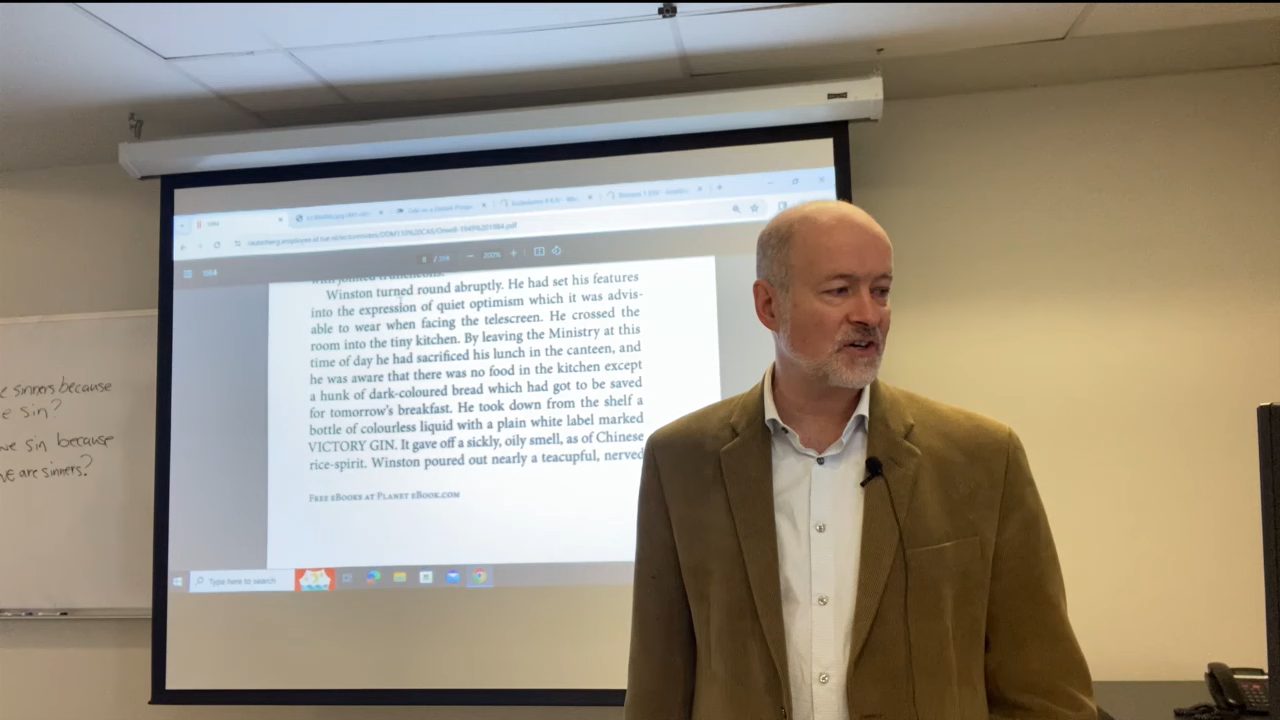 e sinners because
e sin?
we sin because
we are sinners?
1984
200%
1984
Winston turned round abruptly. He had set his features
into the expression of quiet optimism which it was advis-
able to wear when facing the telescreen. He crossed the
room into the tiny kitchen. By leaving the Ministry at this
time of day he had sacrificed his lunch in the canteen, and
he was aware that there was no food in the kitchen except
a hunk of dark-coloured bread which had got to be saved
for tomorrow's breakfast. He took down from the shelf a
bottle of colourless liquid with a plain white label marked
VICTORY GIN. It gave off a sickly, oily smell, as of Chinese
rice-spirit. Winston poured out nearly a teacupful, nerved
Free eBooks at Planet eBook.com
Type here to search